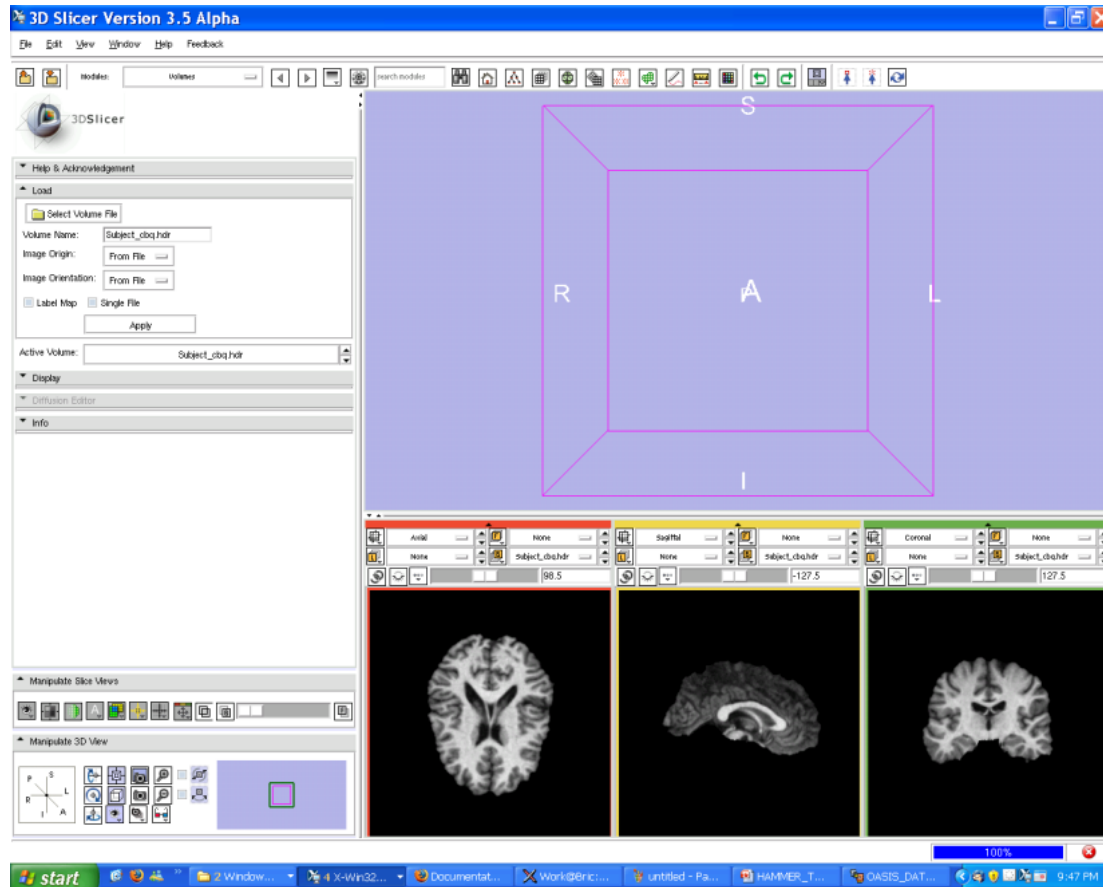 3D Slicer Version 3.5 Alpha
File Edit View Window Help Feedback
Modules: Volumes search modules
3DSlicer
Help & Acknowledgement
Load
Select Volume File
Volume Name: Subject_cbq.hdr
Image Origin: From File
Image Orientation: From File
Label Map Single File
Apply
Active Volume: Subject_cbq.hdr
Display
Diffusion Editor
Info
S
R A L
I
Axial None
None Subject_cbq.hdr
98.5
Sagittal None
None Subject_cbq.hdr
-127.5
Coronal None
None Subject_cbq.hdr
127.5
Manipulate Slice Views
Manipulate 3D View
P S
R L
I A
100%
start 2 Window... 4 X-Win32... Documentat... Work@Bric:... untitled - Pa... HAMMER_T... OASIS_DAT... 9:47 PM